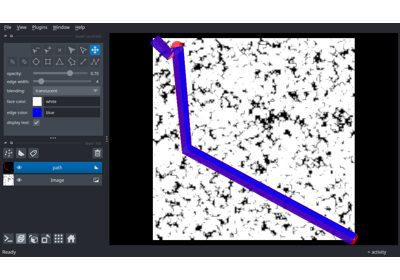 File View Plugins Window Help
opacity: 0.70
edge width:
blending: translucent
face color: white
edge color: blue
display text:
path
Image
Ready
activity